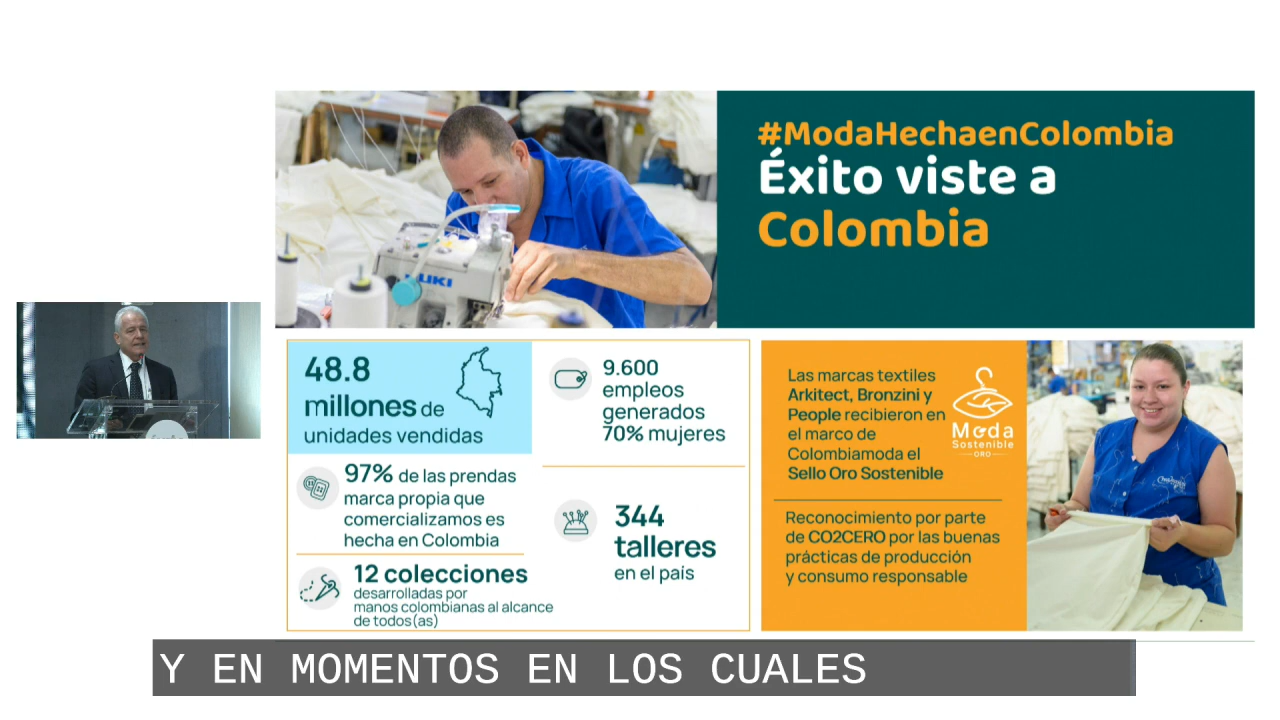 #ModaHechaenColombia
Éxito viste a
Colombia
JUKI
48.8
millones de
unidades vendidas
9.600
empleos
generados
70% mujeres
97% de las prendas
marca propia que
comercializamos es
hecha en Colombia
344
talleres
en el país
12 colecciones
desarrolladas por
manos colombianas al alcance
de todos(as)
Las marcas textiles
Arkitect, Bronzini y
People recibieron en
el marco de
Colombiamoda el
Sello Oro Sostenible
Moda
Sostenible
ORO
Reconocimiento por parte
de CO2CERO por las buenas
prácticas de producción
y consumo responsable
Y EN MOMENTOS EN LOS CUALES